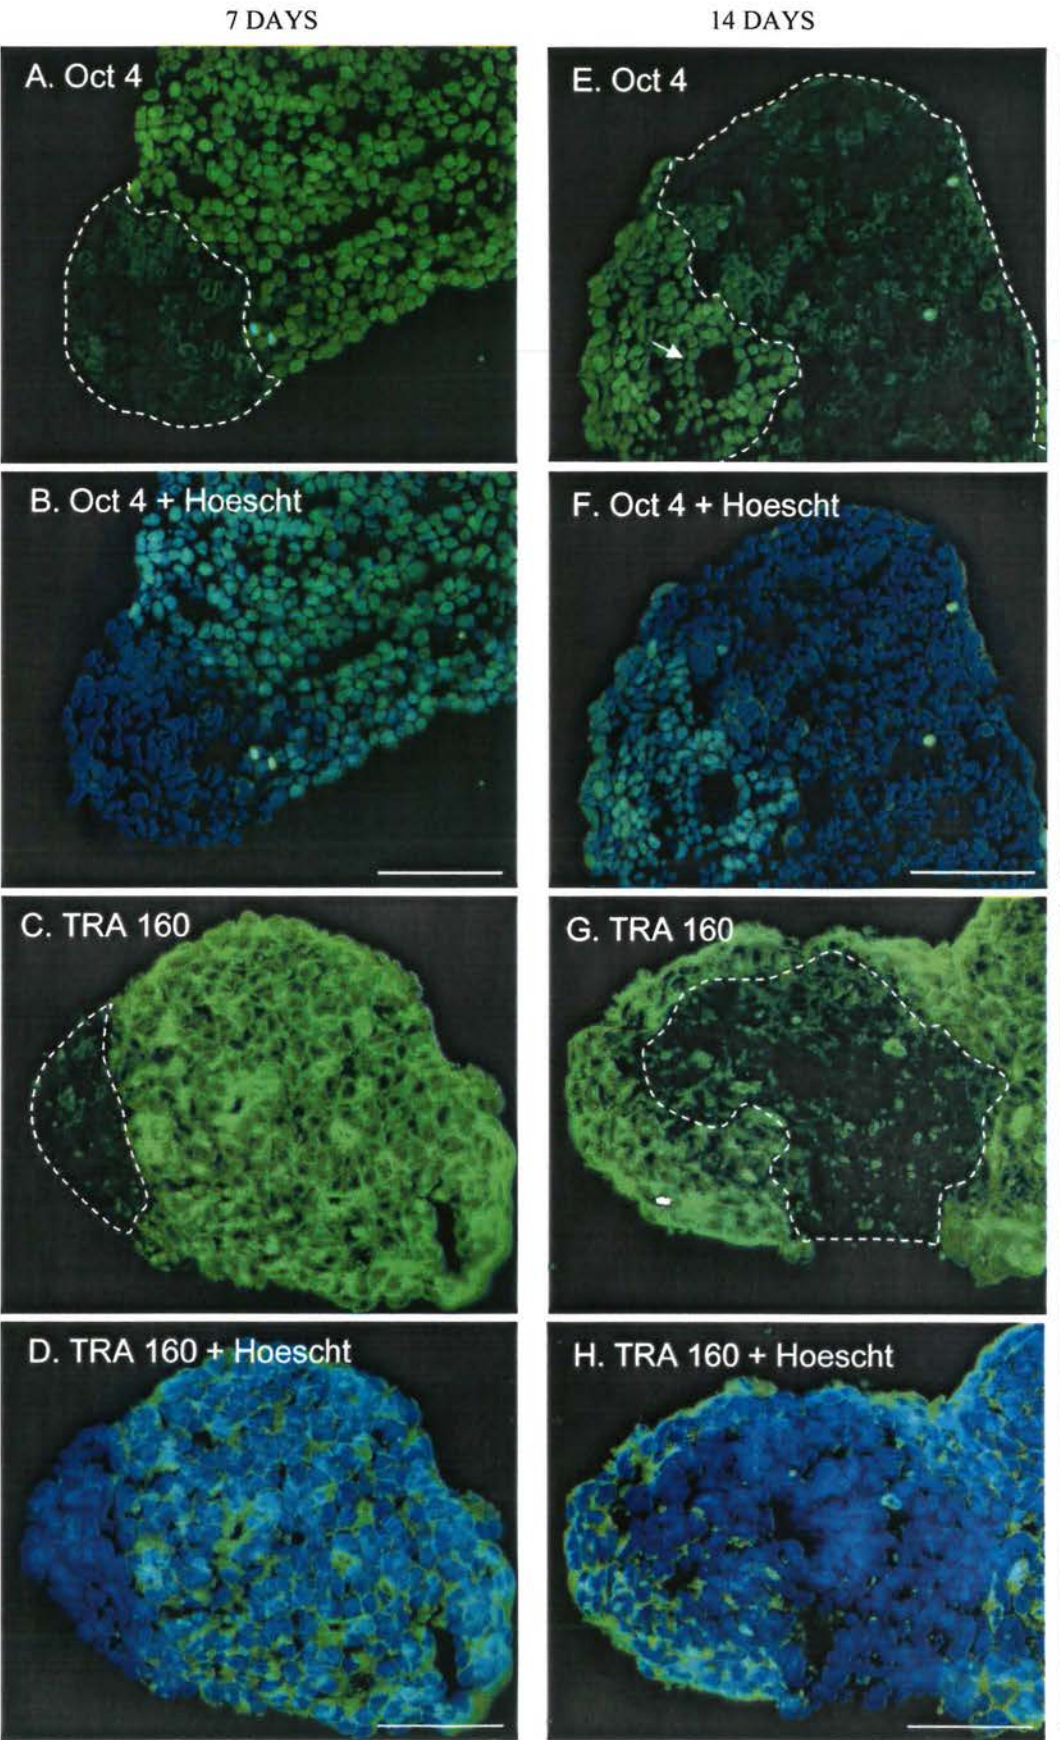 7 DAYS
14 DAYS
A. Oct 4
E. Oct 4
B. Oct 4 + Hoescht
F. Oct 4 + Hoescht
C. TRA 160
G. TRA 160
D. TRA 160 + Hoescht
H. TRA 160 + Hoescht